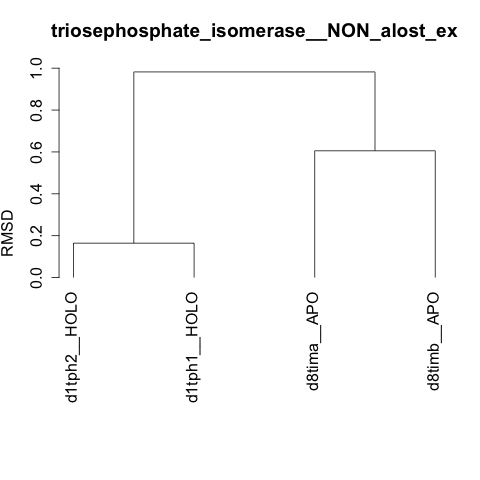 triosephosphate_isomerase__NON_alost_ex
RMSD
1.0
0.8
0.6
0.4
0.2
0.0
d1tph2__HOLO
d1tph1__HOLO
d8tima__APO
d8timb__APO